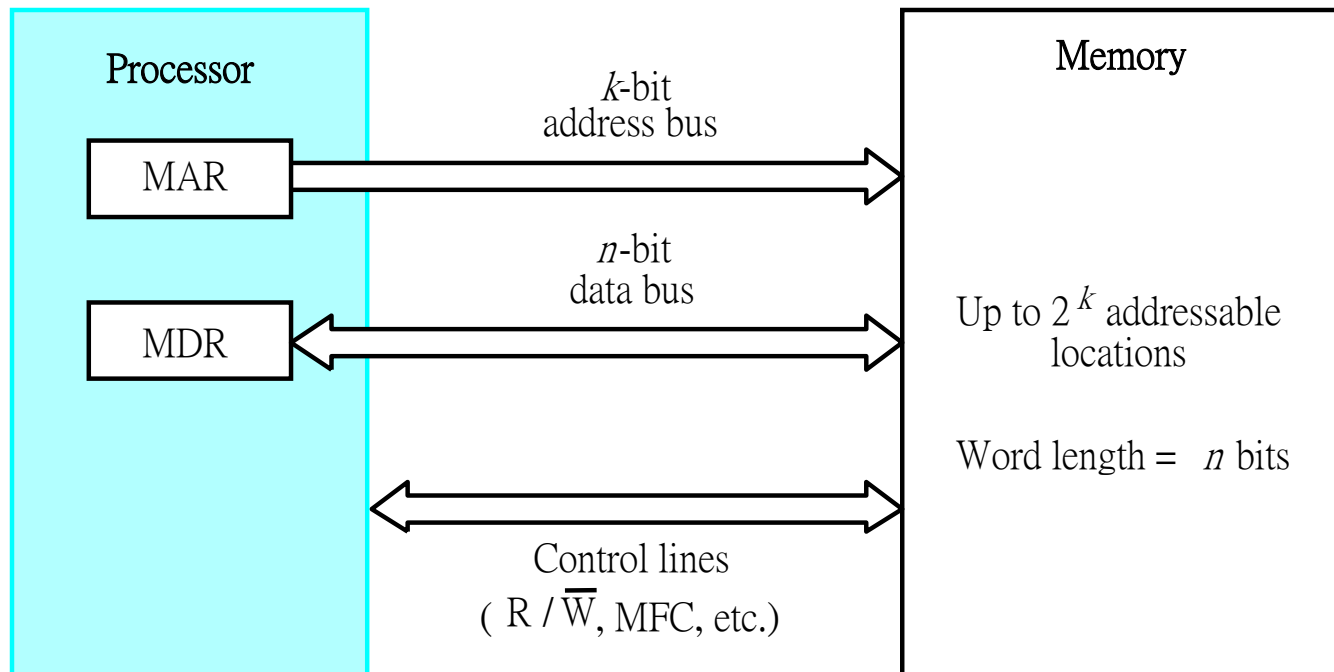 Processor
MAR
MDR
k-bit
address bus
n-bit
data bus
Control lines
( R / W̅, MFC, etc.)
Memory
Up to 2^k addressable
locations
Word length = n bits